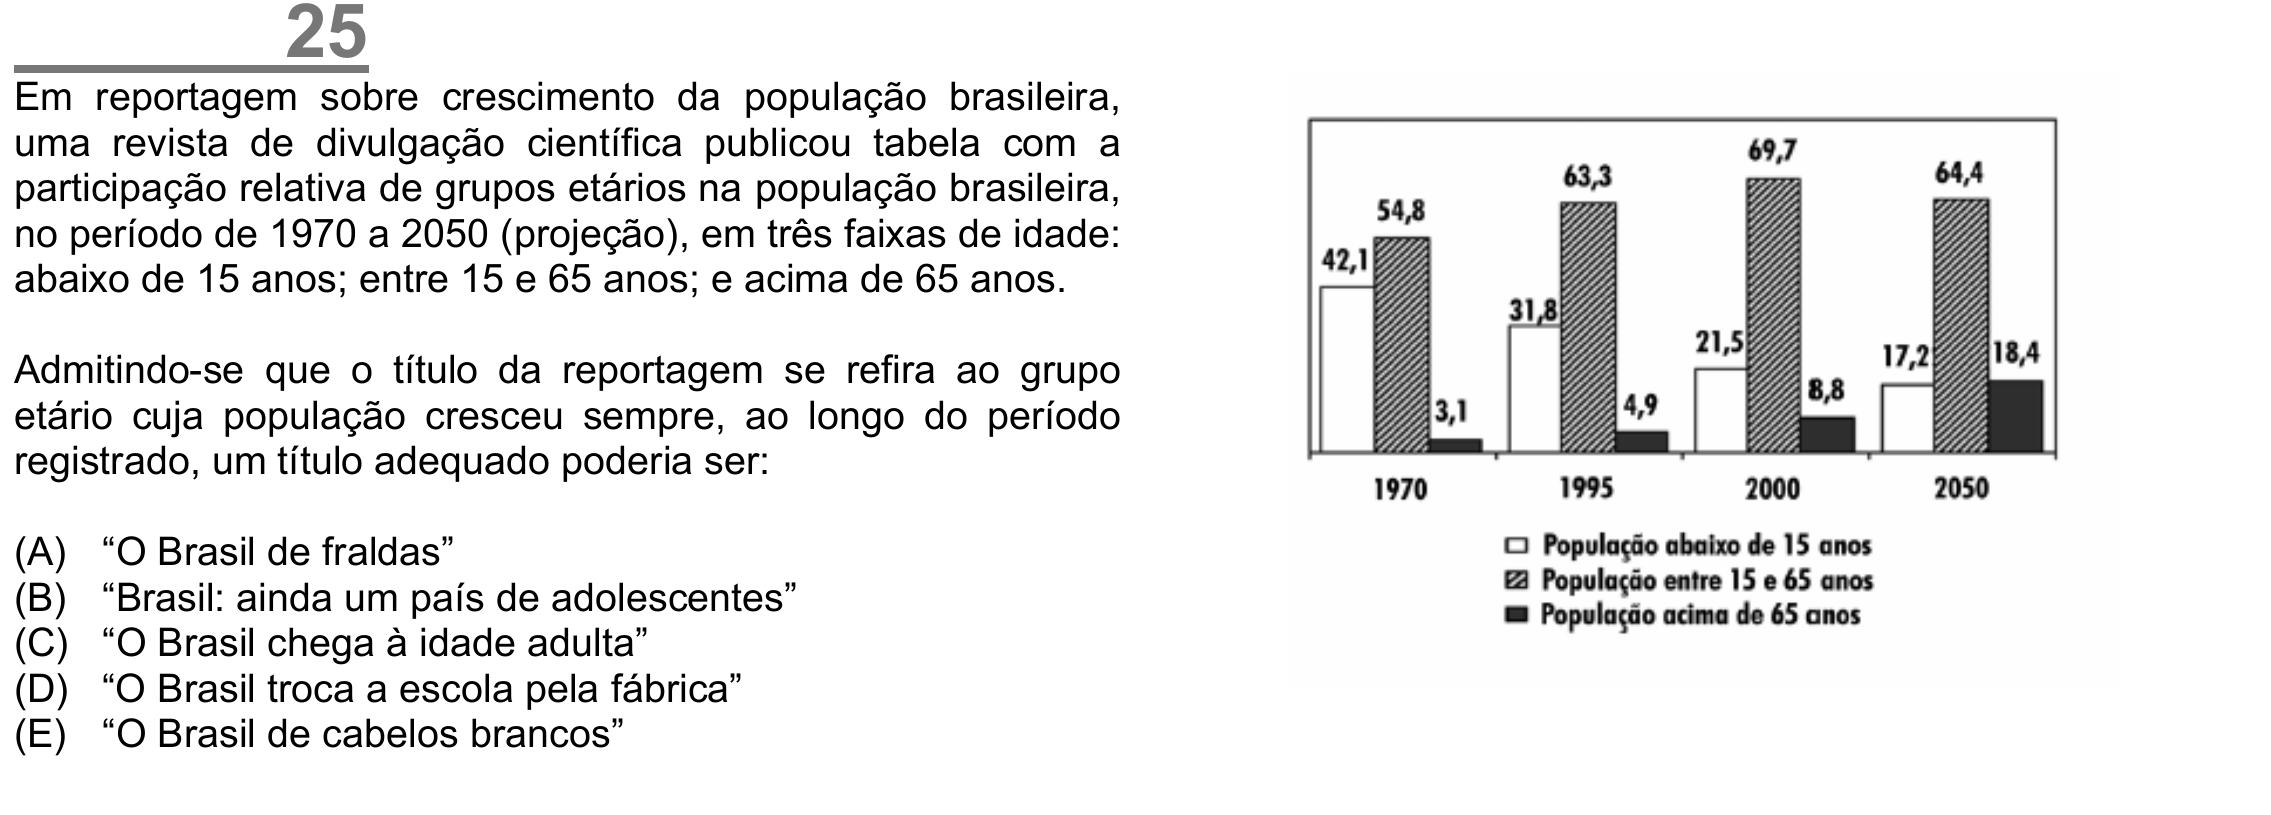 25
Em reportagem sobre crescimento da população brasileira,
uma revista de divulgação científica publicou tabela com a
participação relativa de grupos etários na população brasileira,
no período de 1970 a 2050 (projeção), em três faixas de idade:
abaixo de 15 anos; entre 15 e 65 anos; e acima de 65 anos.
Admitindo-se que o título da reportagem se refira ao grupo
etário cuja população cresceu sempre, ao longo do período
registrado, um título adequado poderia ser:
(A) “O Brasil de fraldas”
(B) “Brasil: ainda um país de adolescentes”
(C) “O Brasil chega à idade adulta”
(D) “O Brasil troca a escola pela fábrica”
(E) “O Brasil de cabelos brancos”
42,1 54,8 3,1
31,8 63,3 4,9
21,5 69,7 8,8
17,2 64,4 18,4
1970 1995 2000 2050
População abaixo de 15 anos
População entre 15 e 65 anos
População acima de 65 anos